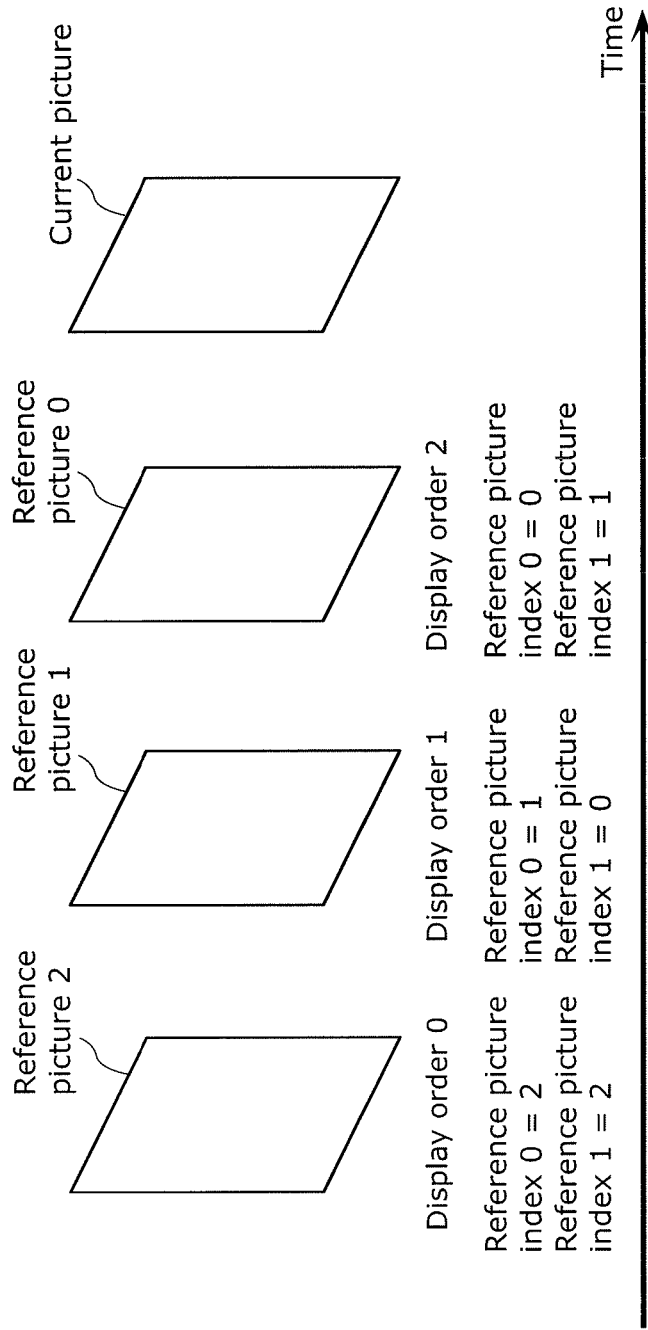 Reference
picture 2
Reference
picture 1
Reference
picture 0
Current picture
Display order 0
Display order 1
Display order 2
Reference picture
index 0 = 2
Reference picture
index 1 = 2
Reference picture
index 0 = 1
Reference picture
index 1 = 0
Reference picture
index 0 = 0
Reference picture
index 1 = 1
Time